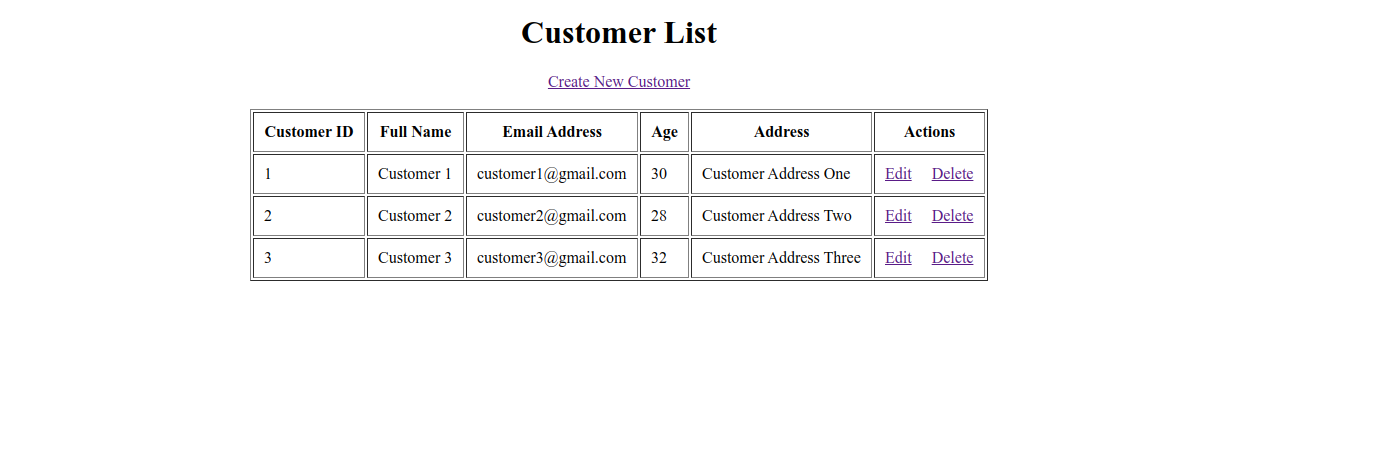 Customer List
Create New Customer
Customer ID Full Name Email Address Age Address Actions
1 Customer 1 customer1@gmail.com 30 Customer Address One Edit Delete
2 Customer 2 customer2@gmail.com 28 Customer Address Two Edit Delete
3 Customer 3 customer3@gmail.com 32 Customer Address Three Edit Delete